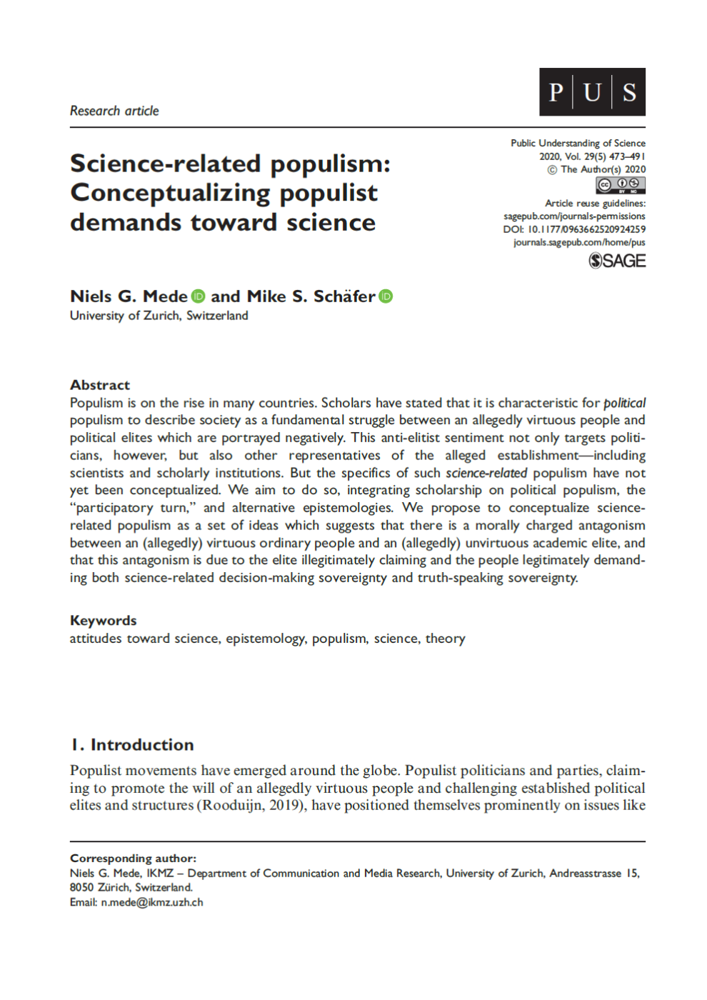 P U S
Research article
Public Understanding of Science
2020, Vol. 29(5) 473–491
© The Author(s) 2020
cc BY NC
Article reuse guidelines:
sagepub.com/journals-permissions
DOI: 10.1177/0963662520924259
journals.sagepub.com/home/pus
SAGE
Science-related populism:
Conceptualizing populist
demands toward science
Niels G. Mede iD and Mike S. Schäfer iD
University of Zurich, Switzerland
Abstract
Populism is on the rise in many countries. Scholars have stated that it is characteristic for political
populism to describe society as a fundamental struggle between an allegedly virtuous people and
political elites which are portrayed negatively. This anti-elitist sentiment not only targets politi-
cians, however, but also other representatives of the alleged establishment—including
scientists and scholarly institutions. But the specifics of such science-related populism have not
yet been conceptualized. We aim to do so, integrating scholarship on political populism, the
“participatory turn,” and alternative epistemologies. We propose to conceptualize science-
related populism as a set of ideas which suggests that there is a morally charged antagonism
between an (allegedly) virtuous ordinary people and an (allegedly) unvirtuous academic elite, and
that this antagonism is due to the elite illegitimately claiming and the people legitimately demand-
ing both science-related decision-making sovereignty and truth-speaking sovereignty.
Keywords
attitudes toward science, epistemology, populism, science, theory
1. Introduction
Populist movements have emerged around the globe. Populist politicians and parties, claim-
ing to promote the will of an allegedly virtuous people and challenging established political
elites and structures (Rooduijn, 2019), have positioned themselves prominently on issues like
Corresponding author:
Niels G. Mede, IKMZ – Department of Communication and Media Research, University of Zurich, Andreasstrasse 15,
8050 Zürich, Switzerland.
Email: n.mede@ikmz.uzh.ch